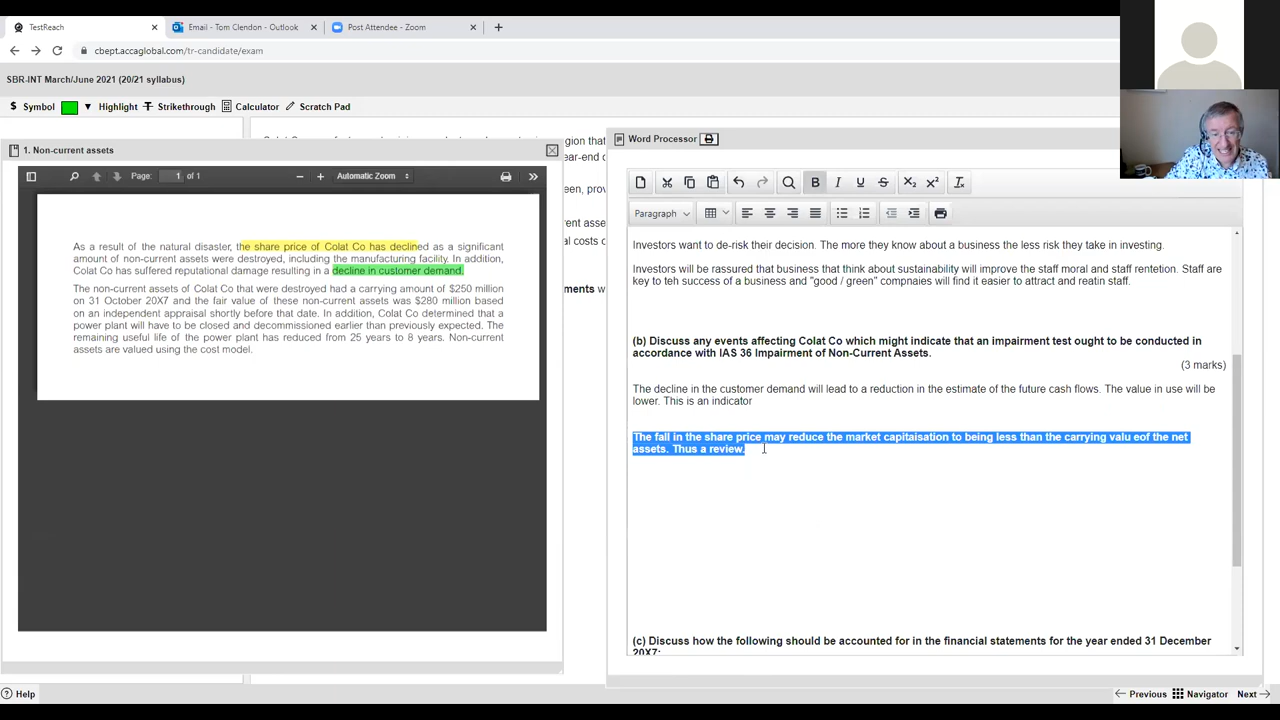 TestReach
Email - Tom Clendon - Outlook
Post Attendee - Zoom
cbept.accaglobal.com/tr-candidate/exam
SBR-INT March/June 2021 (20/21 syllabus)
Symbol Highlight Strikethrough Calculator Scratch Pad
1. Non-current assets
Page: 1 of 1 Automatic Zoom
As a result of the natural disaster, the share price of Colat Co has declined as a significant
amount of non-current assets were destroyed, including the manufacturing facility. In addition,
Colat Co has suffered reputational damage resulting in a decline in customer demand.
The non-current assets of Colat Co that were destroyed had a carrying amount of $250 million
on 31 October 20X7 and the fair value of these non-current assets was $280 million based
on an independent appraisal shortly before that date. In addition, Colat Co determined that a
power plant will have to be closed and decommissioned earlier than previously expected. The
remaining useful life of the power plant has reduced from 25 years to 8 years. Non-current
assets are valued using the cost model.
gion that
ear-end
een, prov
ent asse
al costs
ments w
Word Processor
Paragraph
Investors want to de-risk their decision. The more they know about a business the less risk they take in investing.
Investors will be rassured that business that think about sustainability will improve the staff moral and staff rentetion. Staff are
key to teh success of a business and "good / green" compnaies will find it easier to attract and reatin staff.
(b) Discuss any events affecting Colat Co which might indicate that an impairment test ought to be conducted in
accordance with IAS 36 Impairment of Non-Current Assets.
(3 marks)
The decline in the customer demand will lead to a reduction in the estimate of the future cash flows. The value in use will be
lower. This is an indicator
The fall in the share price may reduce the market capitaisation to being less than the carrying valu eof the net
assets. Thus a review.
(c) Discuss how the following should be accounted for in the financial statements for the year ended 31 December
20X7:
Help
Previous Navigator Next